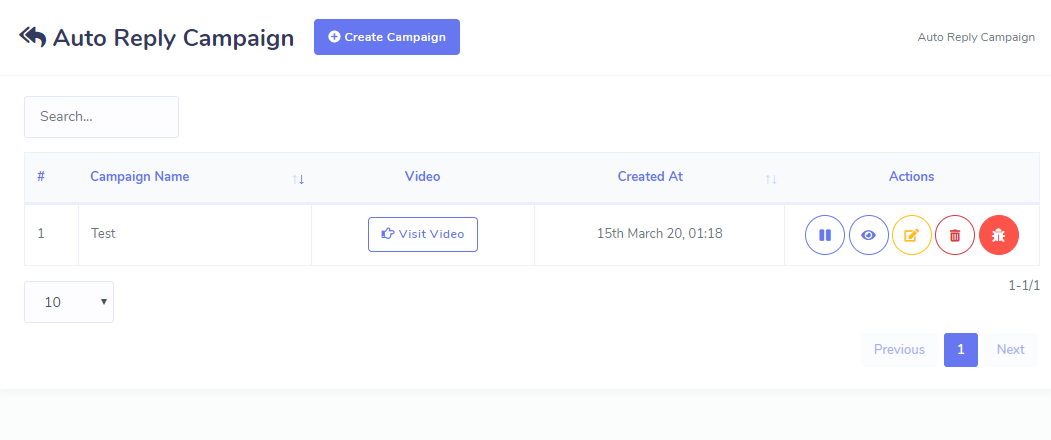 Auto Reply Campaign
Create Campaign
Auto Reply Campaign
Search...
# Campaign Name Video Created At Actions
1 Test Visit Video 15th March 20, 01:18
10
1-1/1
Previous 1 Next